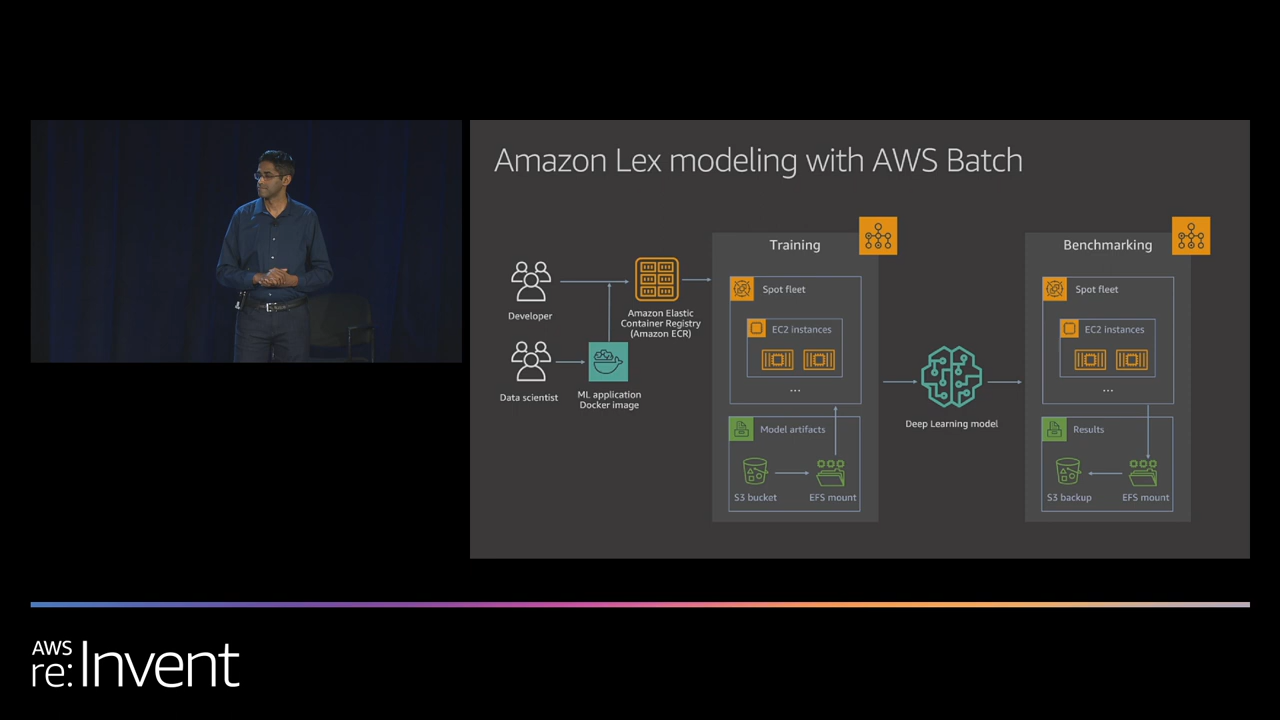 Amazon Lex modeling with AWS Batch
Developer
Data scientist
Amazon Elastic
Container Registry
(Amazon ECR)
ML application
Docker image
Training
Spot fleet
EC2 instances
...
Model artifacts
S3 bucket
EFS mount
Deep Learning model
Benchmarking
Spot fleet
EC2 instances
...
Results
S3 backup
EFS mount
AWS
re:Invent